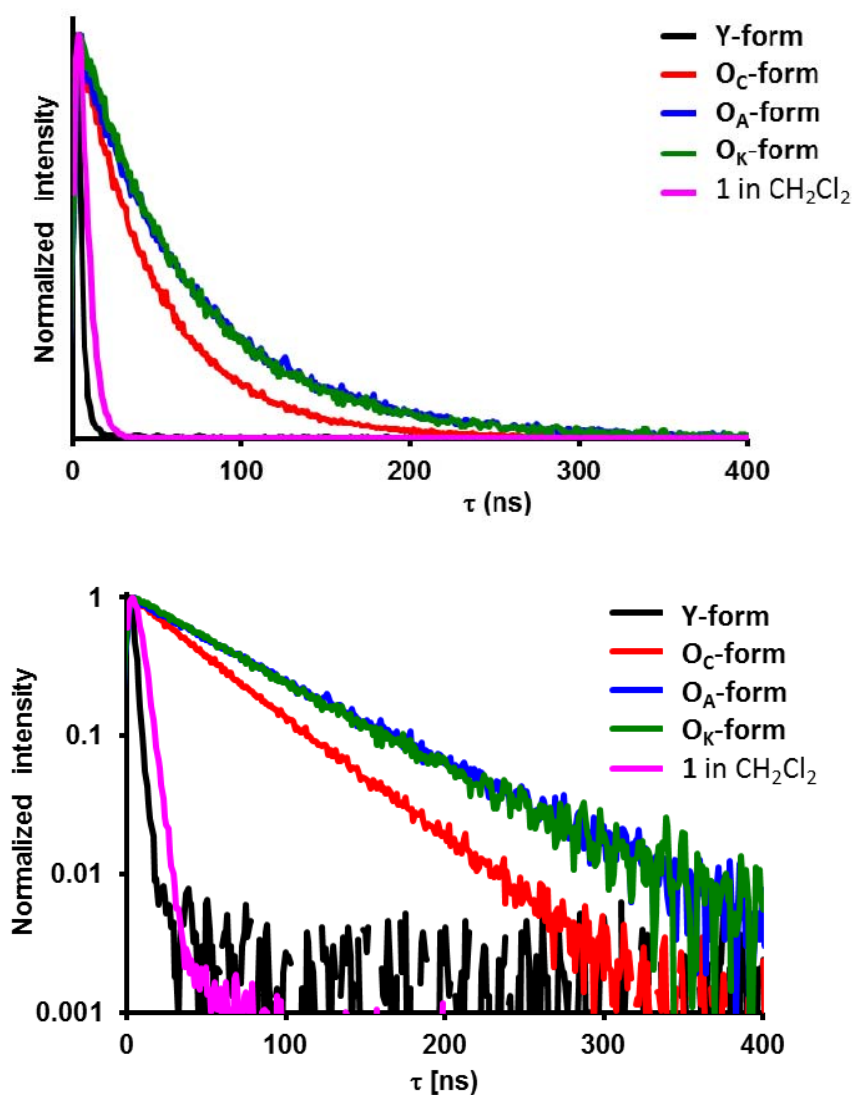 Normalized intensity
Y-form
O_C-form
O_A-form
O_K-form
1 in CH₂Cl₂
0
100
200
300
400
τ (ns)
Normalized intensity
1
0.1
0.01
0.001
Y-form
O_C-form
O_A-form
O_K-form
1 in CH₂Cl₂
0
100
200
300
400
τ [ns]